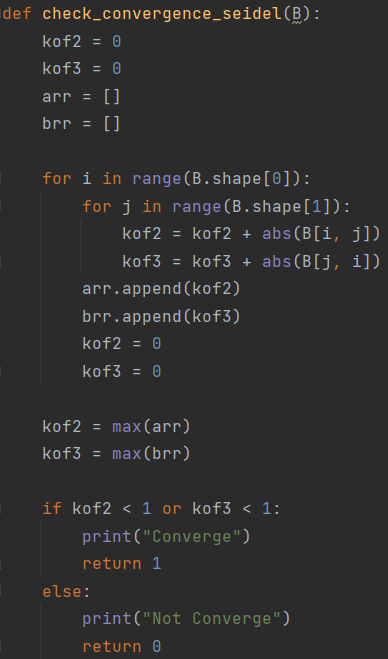 def check_convergence_seidel(B):
    kof2 = 0
    kof3 = 0
    arr = []
    brr = []

    for i in range(B.shape[0]):
        for j in range(B.shape[1]):
            kof2 = kof2 + abs(B[i, j])
            kof3 = kof3 + abs(B[j, i])
        arr.append(kof2)
        brr.append(kof3)
        kof2 = 0
        kof3 = 0

    kof2 = max(arr)
    kof3 = max(brr)

    if kof2 < 1 or kof3 < 1:
        print("Converge")
        return 1
    else:
        print("Not Converge")
        return 0